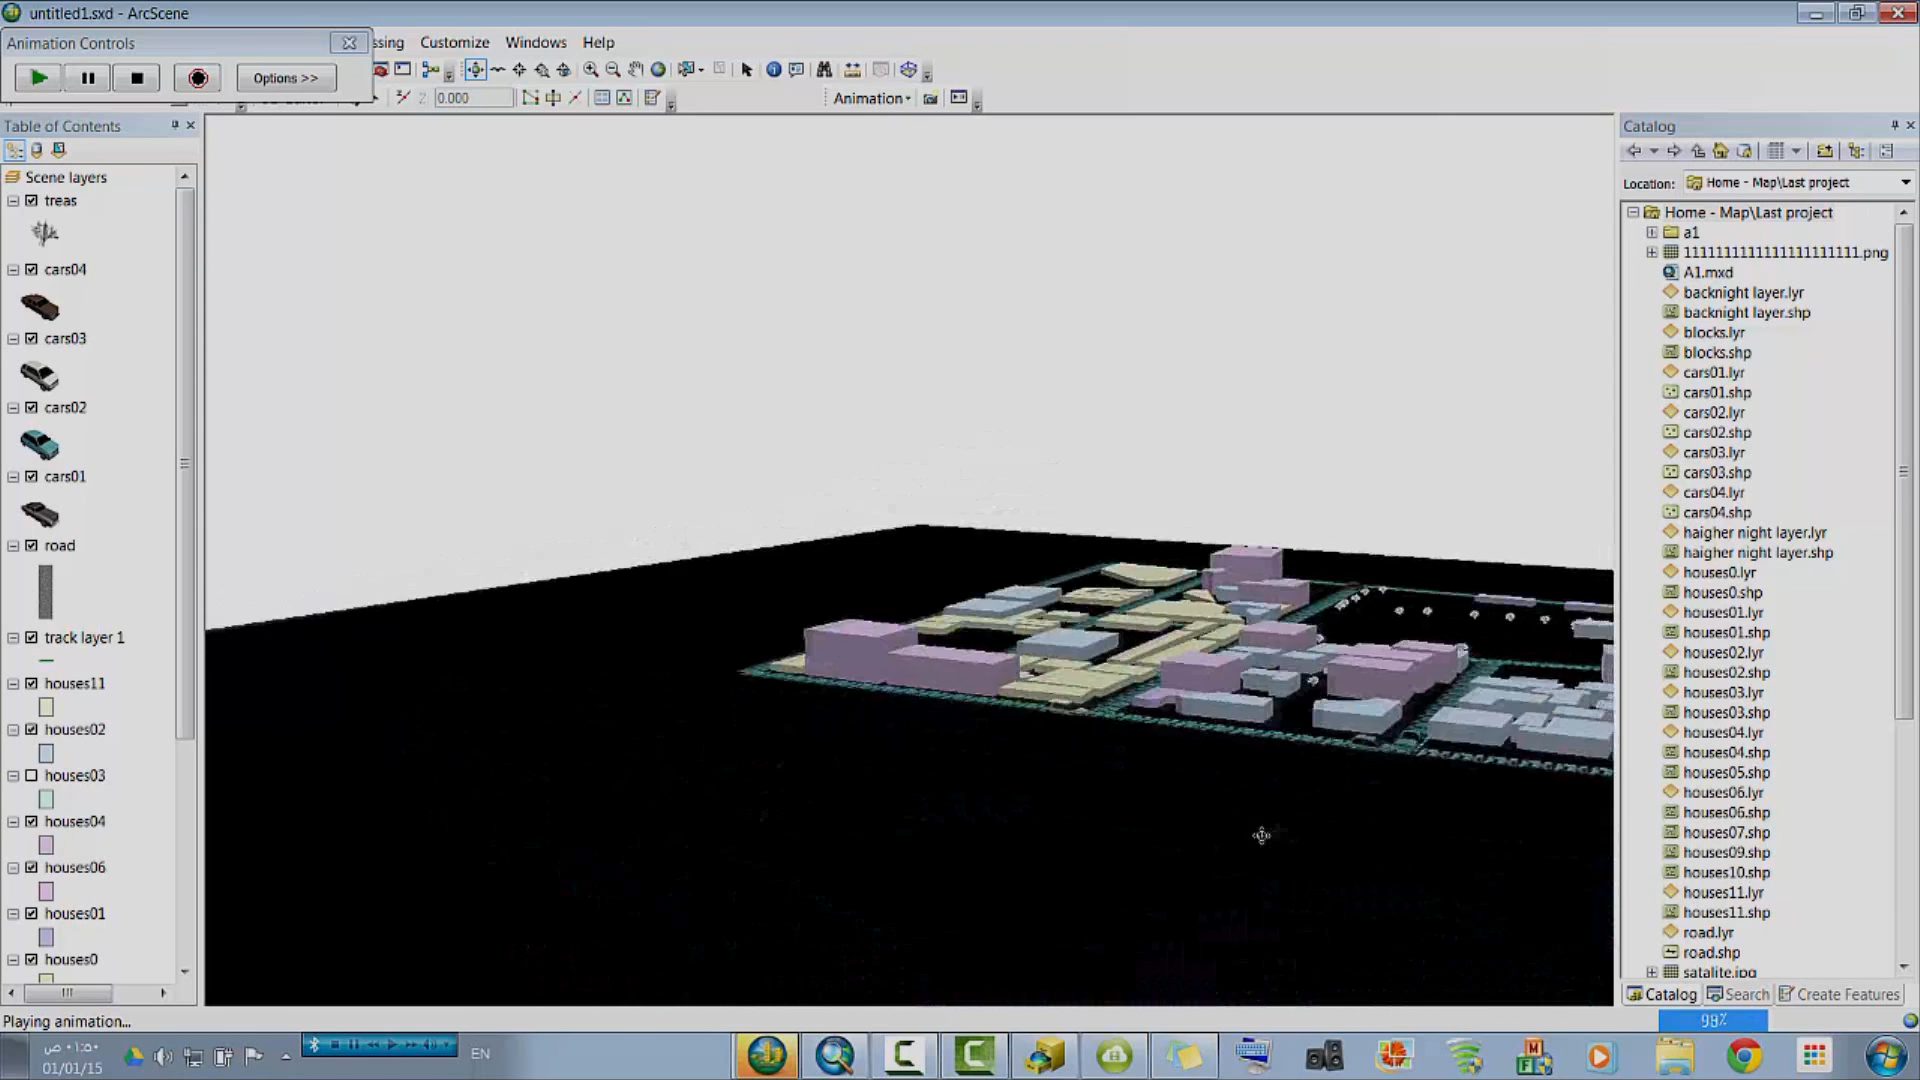 untitled1.sxd - ArcScene
Animation Controls
Options >>
ssing Customize Windows Help
0.000
Animation
Table of Contents
Scene layers
treas
cars04
cars03
cars02
cars01
road
track layer 1
houses11
houses02
houses03
houses04
houses06
houses01
houses0
Catalog
Location: Home - Map\Last project
Home - Map\Last project
a1
A1.mxd
backnight layer.lyr
backnight layer.shp
blocks.lyr
blocks.shp
cars01.lyr
cars01.shp
cars02.lyr
cars02.shp
cars03.lyr
cars03.shp
cars04.lyr
cars04.shp
haigher night layer.lyr
haigher night layer.shp
houses0.lyr
houses0.shp
houses01.lyr
houses01.shp
houses02.lyr
houses02.shp
houses03.lyr
houses03.shp
houses04.lyr
houses04.shp
houses05.shp
houses06.lyr
houses06.shp
houses07.shp
houses09.shp
houses10.shp
houses11.lyr
houses11.shp
road.lyr
road.shp
satalite.jpg
Catalog Search Create Features
Playing animation...
98%
٠١:٥٠ ص
01/01/15
EN